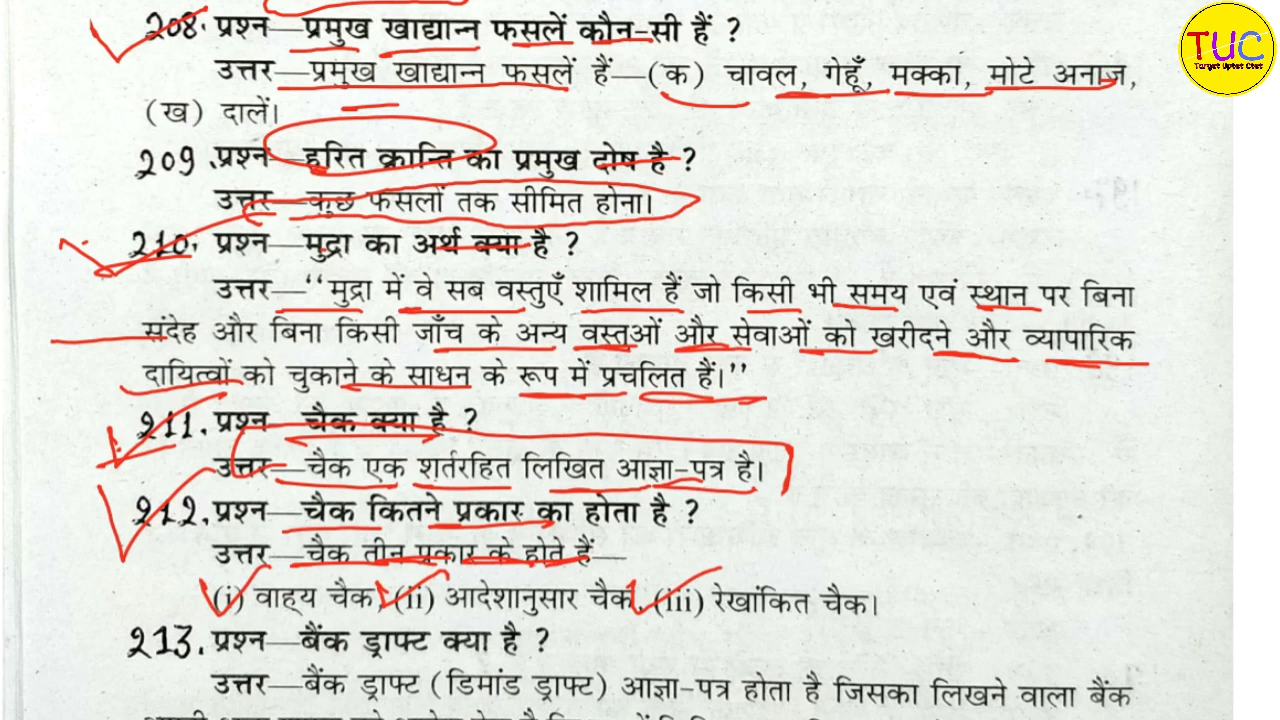 208. प्रश्न—प्रमुख खाद्यान्न फसलें कौन-सी हैं ?
TUC
Target Uptet Ctet
उत्तर—प्रमुख खाद्यान्न फसलें हैं—(क) चावल, गेहूँ, मक्का, मोटे अनाज,
(ख) दालें।
209. प्रश्न—हरित क्रान्ति का प्रमुख दोष है ?
उत्तर—कुछ फसलों तक सीमित होना।
210. प्रश्न—मुद्रा का अर्थ क्या है ?
उत्तर—‘‘मुद्रा में वे सब वस्तुएँ शामिल हैं जो किसी भी समय एवं स्थान पर बिना
संदेह और बिना किसी जाँच के अन्य वस्तुओं और सेवाओं को खरीदने और व्यापारिक
दायित्वों को चुकाने के साधन के रूप में प्रचलित हैं।’’
211. प्रश्न—चैक क्या है ?
उत्तर—चैक एक शर्तरहित लिखित आज्ञा-पत्र है।
212. प्रश्न—चैक कितने प्रकार का होता है ?
उत्तर—चैक तीन प्रकार के होते हैं—
(i) वाह्य चैक, (ii) आदेशानुसार चैक, (iii) रेखांकित चैक।
213. प्रश्न—बैंक ड्राफ्ट क्या है ?
उत्तर—बैंक ड्राफ्ट (डिमांड ड्राफ्ट) आज्ञा-पत्र होता है जिसका लिखने वाला बैंक